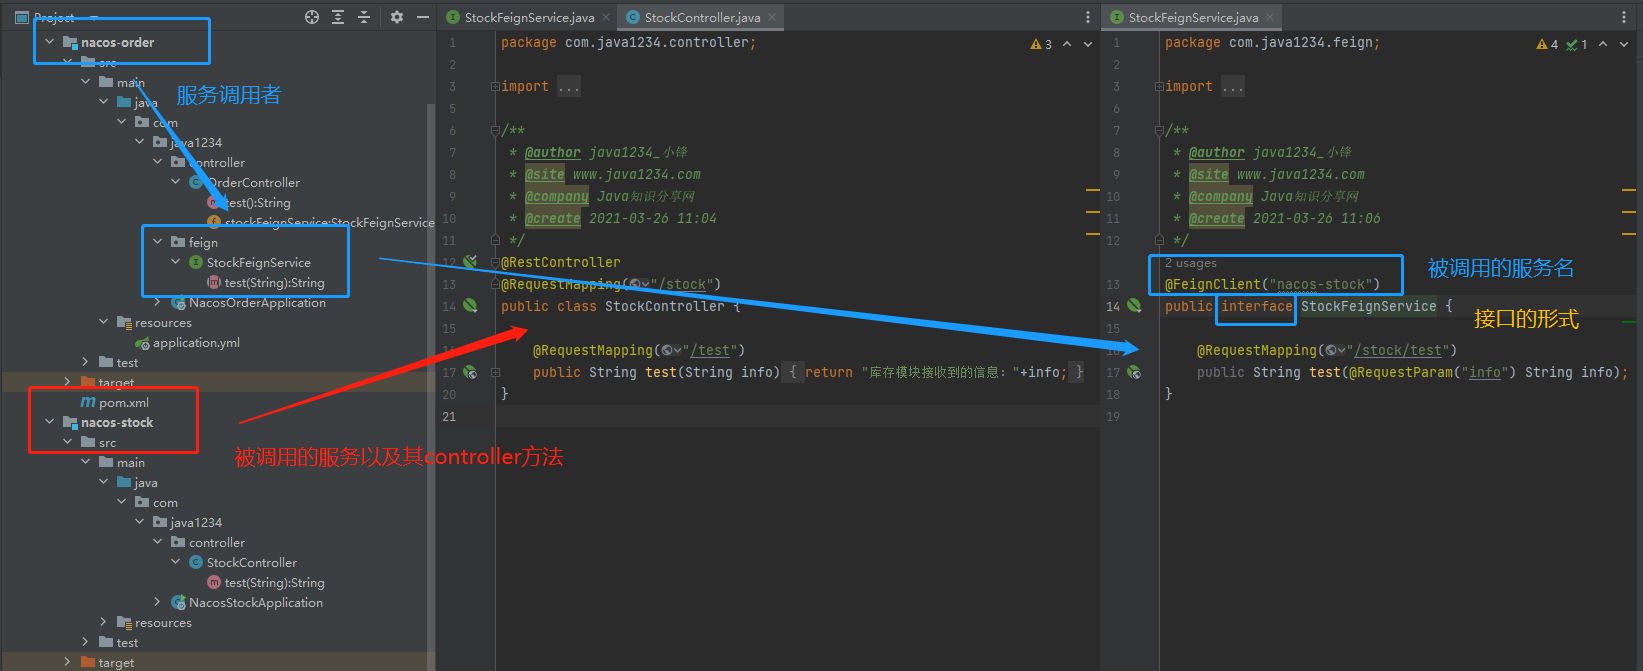 Project
nacos-order
src
main
java
com
java1234
controller
OrderController
test():String
stockFeignService:StockFeignService
feign
StockFeignService
test(String):String
NacosOrderApplication
resources
application.yml
test
target
pom.xml
nacos-stock
src
main
java
com
java1234
controller
StockController
test(String):String
NacosStockApplication
resources
test
target
服务调用者
被调用的服务以及其controller方法
StockFeignService.java
StockController.java
3
1 package com.java1234.controller;
2
3 import ...
5
6 /**
7 * @author java1234_小锋
8 * @site www.java1234.com
9 * @company Java知识分享网
10 * @create 2021-03-26 11:04
11 */
12 @RestController
13 @RequestMapping("/stock")
14 public class StockController {
15
@RequestMapping("/test")
17 public String test(String info) { return "库存模块接收到的信息："+info; }
20 }
21
StockFeignService.java
4 1
1 package com.java1234.feign;
2
3 import ...
6
7 /**
8 * @author java1234_小锋
9 * @site www.java1234.com
10 * @company Java知识分享网
11 * @create 2021-03-26 11:06
12 */
2 usages
13 @FeignClient("nacos-stock")
14 public interface StockFeignService {
15
16 @RequestMapping("/stock/test")
17 public String test(@RequestParam("info") String info);
18 }
19
被调用的服务名
接口的形式